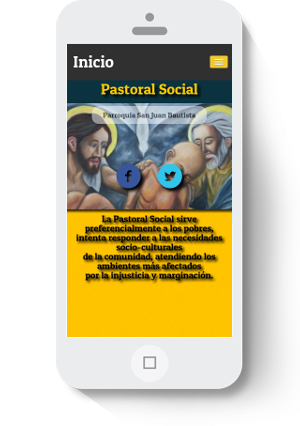 Inicio
Pastoral Social
Parroquia San Juan Bautista
La Pastoral Social sirve
preferencialmente a los pobres,
intenta responder a las necesidades
socio-culturales
de la comunidad, atendiendo los
ambientes más afectados
por la injusticia y marginación.